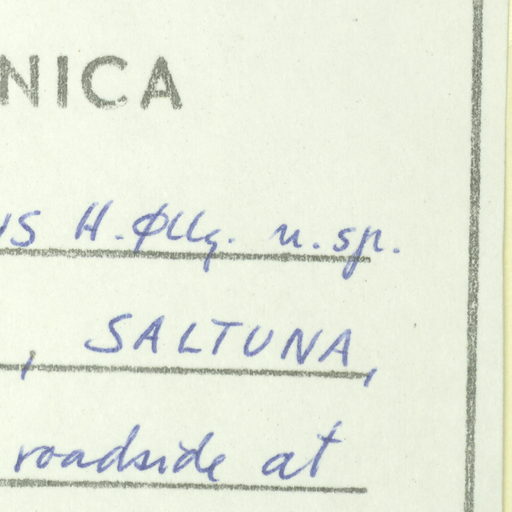 NICA
us H. Øllg. n. sp.
, SALTUNA,
roadside at